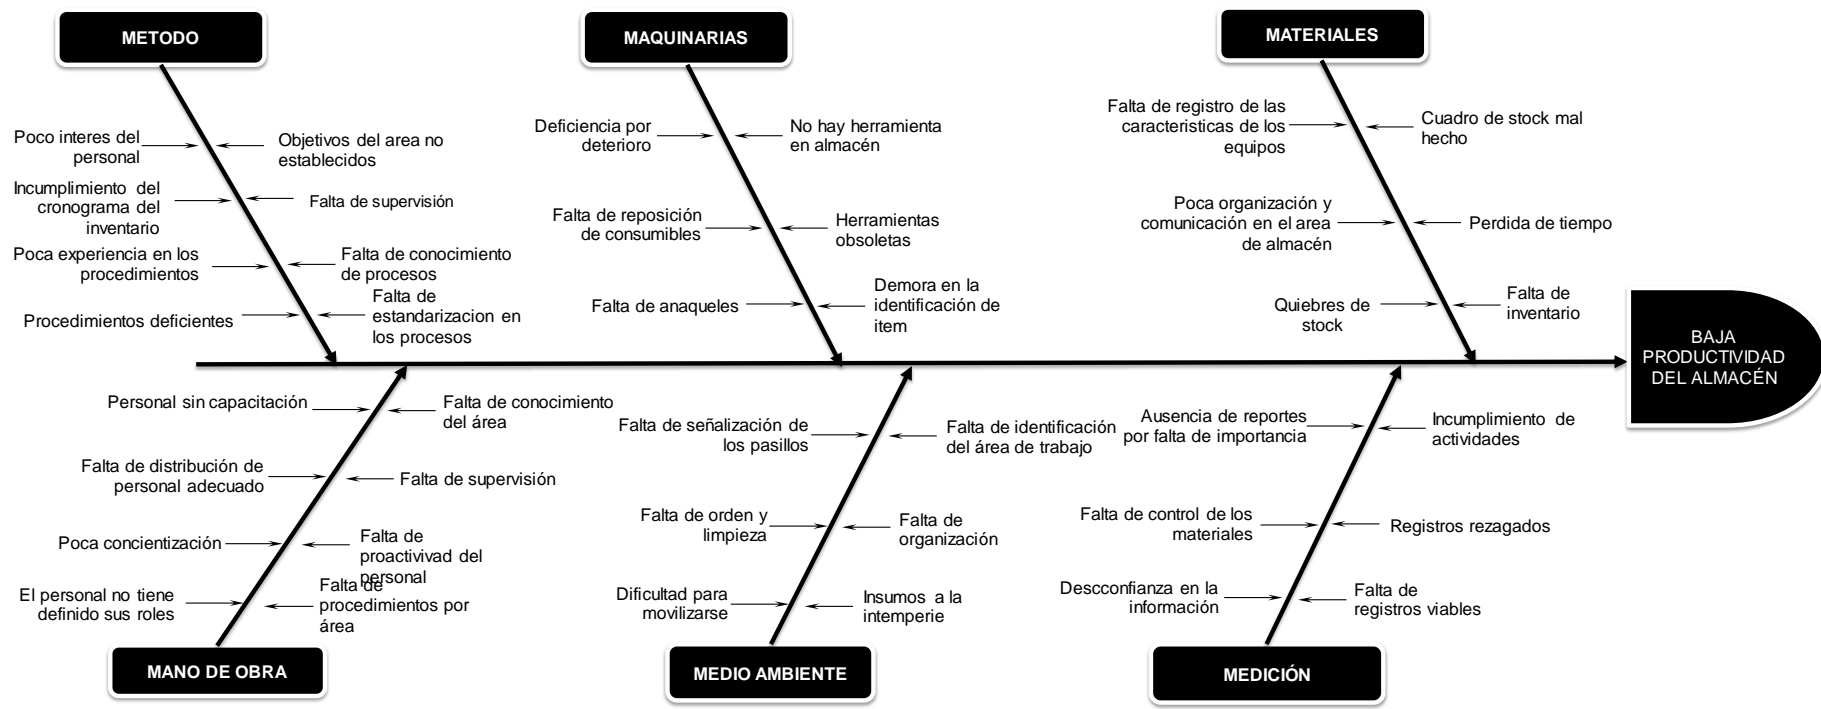 METODO
MAQUINARIAS
MATERIALES
Poco interes del
personal
Objetivos del area no
establecidos
Incumplimiento del
cronograma del
inventario
Falta de supervisión
Poca experiencia en los
procedimientos
Falta de conocimiento
de procesos
Procedimientos deficientes
Falta de
estandarizacion en
los procesos
Deficiencia por
deterioro
No hay herramienta
en almacén
Falta de reposición
de consumibles
Herramientas
obsoletas
Falta de anaqueles
Demora en la
identificación de
item
Falta de registro de las
caracteristicas de los
equipos
Cuadro de stock mal
hecho
Poca organización y
comunicación en el area
de almacén
Perdida de tiempo
Quiebres de
stock
Falta de
inventario
BAJA
PRODUCTIVIDAD
DEL ALMACÉN
Personal sin capacitación
Falta de conocimiento
del área
Falta de distribución de
personal adecuado
Falta de supervisión
Poca concientización
Falta de
proactivivad del
personal
El personal no tiene
definido sus roles
Falta de
procedimientos por
área
Falta de señalización de
los pasillos
Falta de identificación
del área de trabajo
Falta de orden y
limpieza
Falta de
organización
Dificultad para
movilizarse
Insumos a la
intemperie
Ausencia de reportes
por falta de importancia
Incumplimiento de
actividades
Falta de control de los
materiales
Registros rezagados
Descconfianza en la
información
Falta de
registros viables
MANO DE OBRA
MEDIO AMBIENTE
MEDICIÓN